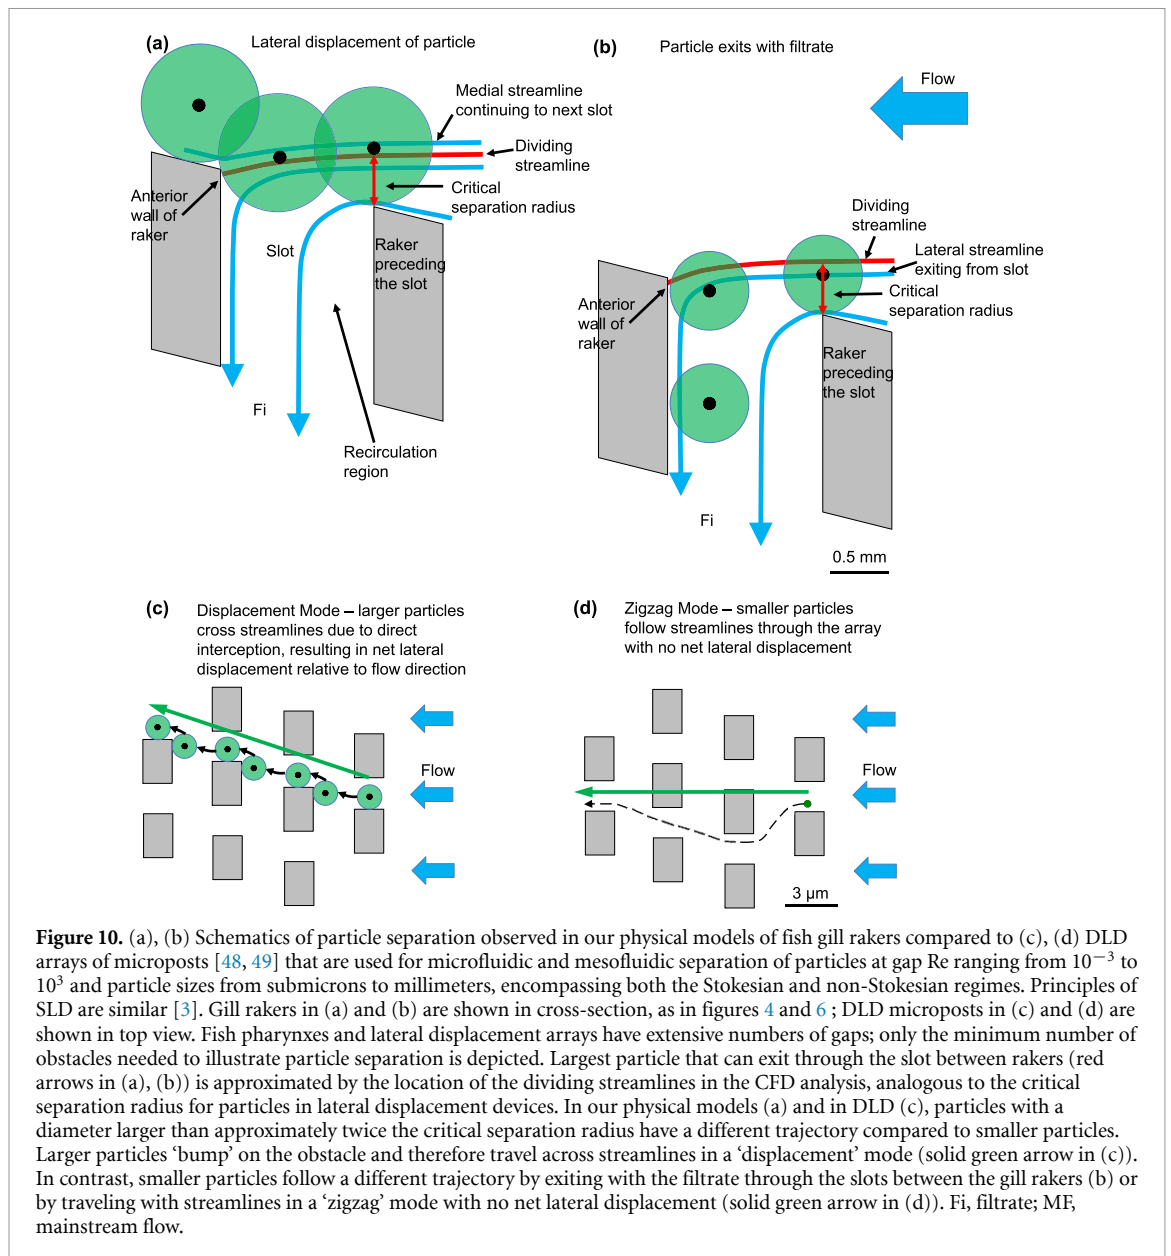 (a)
Lateral displacement of particle
Medial streamline
continuing to next slot
Dividing
streamline
Critical
separation radius
Anterior
wall of
raker
Slot
Raker
preceding
the slot
Fi
Recirculation
region
(b)
Particle exits with filtrate
Flow
Dividing
streamline
Lateral streamline
exiting from slot
Critical
separation radius
Anterior
wall of
raker
Raker
preceding
the slot
Fi
0.5 mm
(c)
Displacement Mode – larger particles
cross streamlines due to direct
interception, resulting in net lateral
displacement relative to flow direction
Flow
(d)
Zigzag Mode – smaller particles
follow streamlines through the array
with no net lateral displacement
Flow
3 µm
Figure 10. (a), (b) Schematics of particle separation observed in our physical models of fish gill rakers compared to (c), (d) DLD
arrays of microposts [48, 49] that are used for microfluidic and mesofluidic separation of particles at gap Re ranging from 10⁻³ to
10³ and particle sizes from submicrons to millimeters, encompassing both the Stokesian and non-Stokesian regimes. Principles of
SLD are similar [3]. Gill rakers in (a) and (b) are shown in cross-section, as in figures 4 and 6 ; DLD microposts in (c) and (d) are
shown in top view. Fish pharynxes and lateral displacement arrays have extensive numbers of gaps; only the minimum number of
obstacles needed to illustrate particle separation is depicted. Largest particle that can exit through the slot between rakers (red
arrows in (a), (b)) is approximated by the location of the dividing streamlines in the CFD analysis, analogous to the critical
separation radius for particles in lateral displacement devices. In our physical models (a) and in DLD (c), particles with a
diameter larger than approximately twice the critical separation radius have a different trajectory compared to smaller particles.
Larger particles ‘bump’ on the obstacle and therefore travel across streamlines in a ‘displacement’ mode (solid green arrow in (c)).
In contrast, smaller particles follow a different trajectory by exiting with the filtrate through the slots between the gill rakers (b) or
by traveling with streamlines in a ‘zigzag’ mode with no net lateral displacement (solid green arrow in (d)). Fi, filtrate; MF,
mainstream flow.